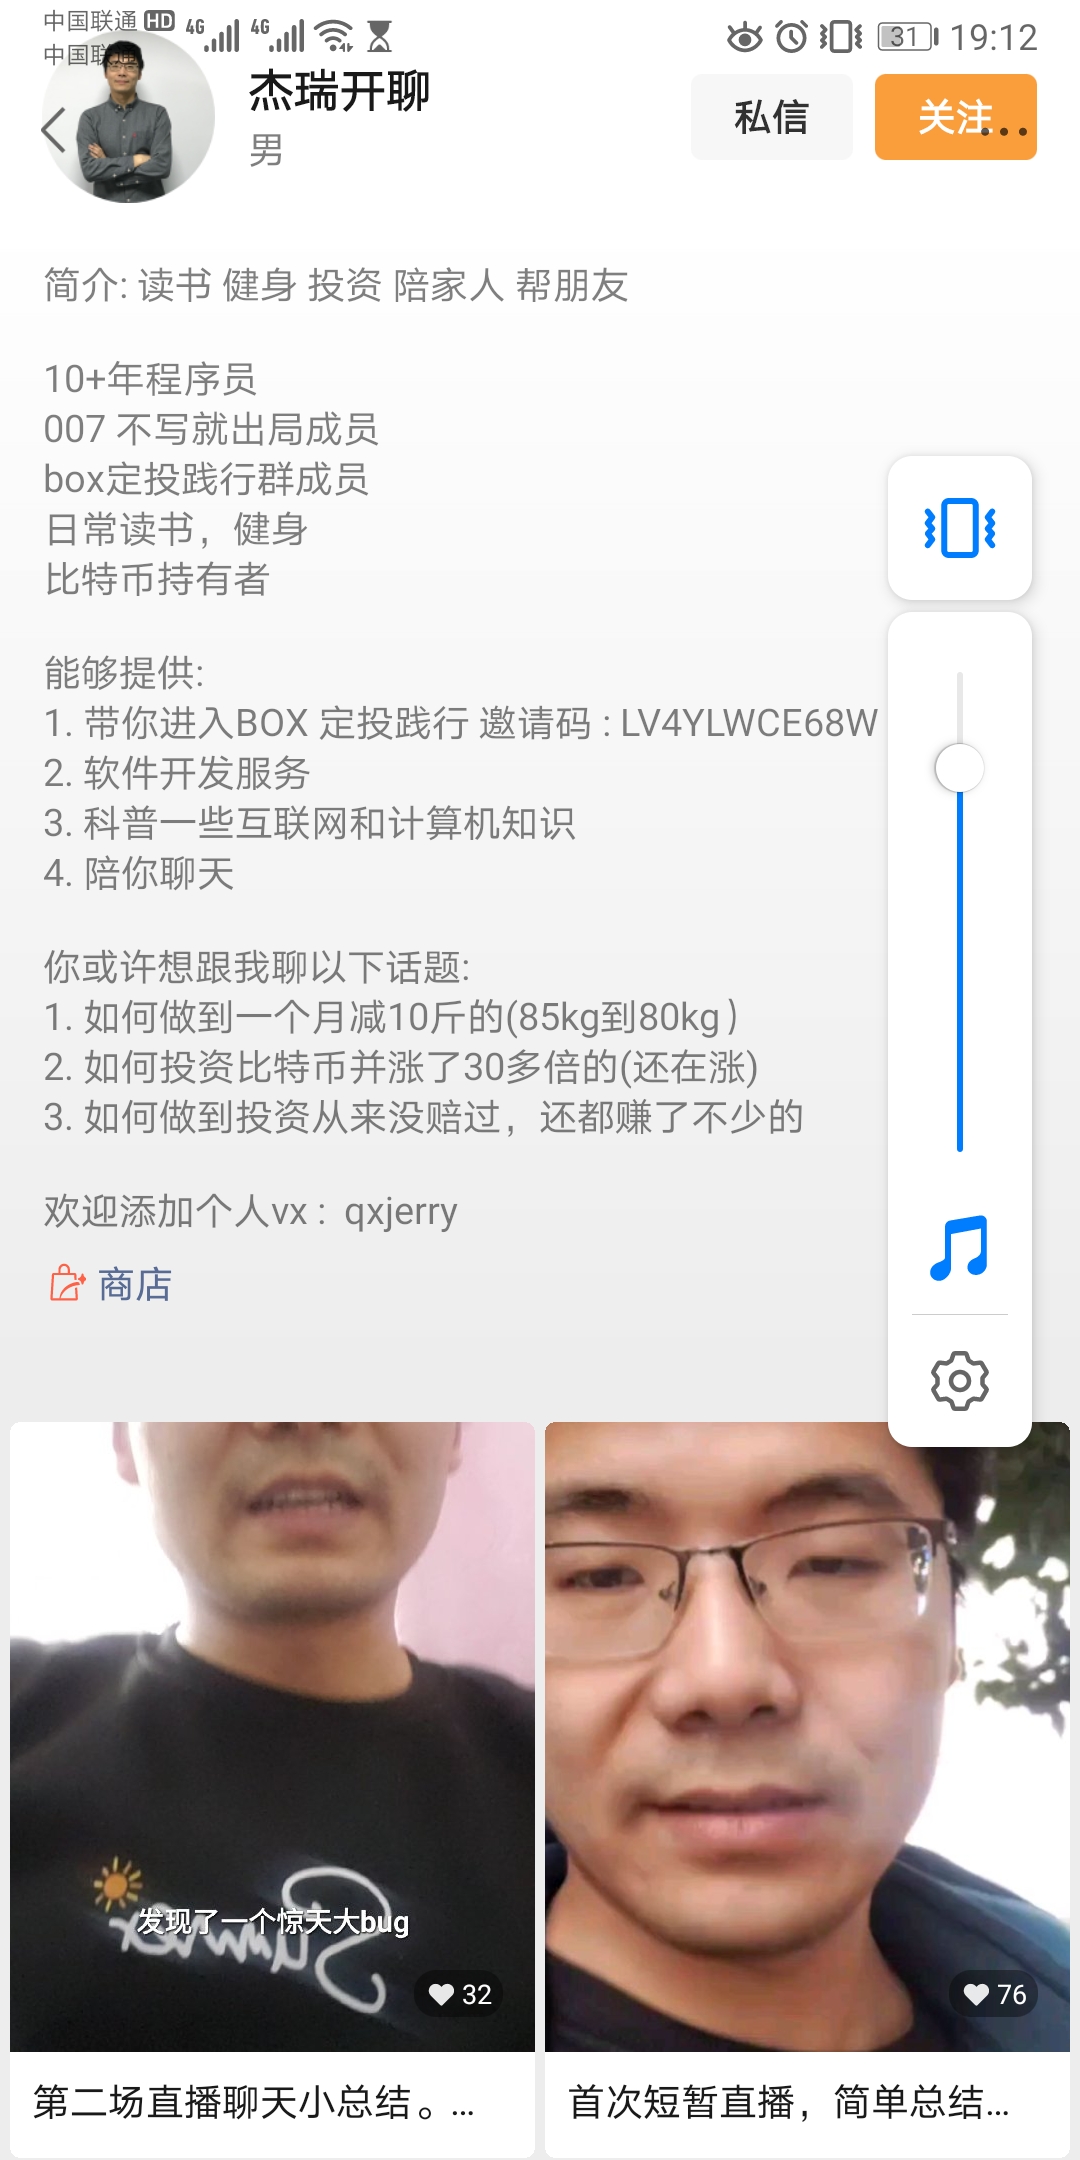 中国联通 HD 4G 4G 31 19:12
中国联通
杰瑞开聊
男
私信
关注
简介: 读书 健身 投资 陪家人 帮朋友
10+年程序员
007 不写就出局成员
box定投践行群成员
日常读书，健身
比特币持有者
能够提供:
1. 带你进入BOX 定投践行 邀请码 : LV4YLWCE68W
2. 软件开发服务
3. 科普一些互联网和计算机知识
4. 陪你聊天
你或许想跟我聊以下话题:
1. 如何做到一个月减10斤的(85kg到80kg）
2. 如何投资比特币并涨了30多倍的(还在涨)
3. 如何做到投资从来没赔过，还都赚了不少的
欢迎添加个人vx : qxjerry
商店
Summer
发现了一个惊天大bug
32
76
第二场直播聊天小总结。...
首次短暂直播，简单总结...